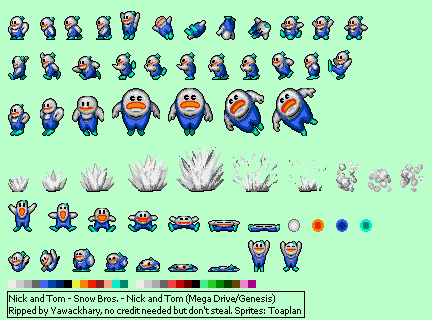 Nick and Tom - Snow Bros. - Nick and Tom (Mega Drive/Genesis)
Ripped by Yawackhary, no credit needed but don't steal. Sprites: Toaplan